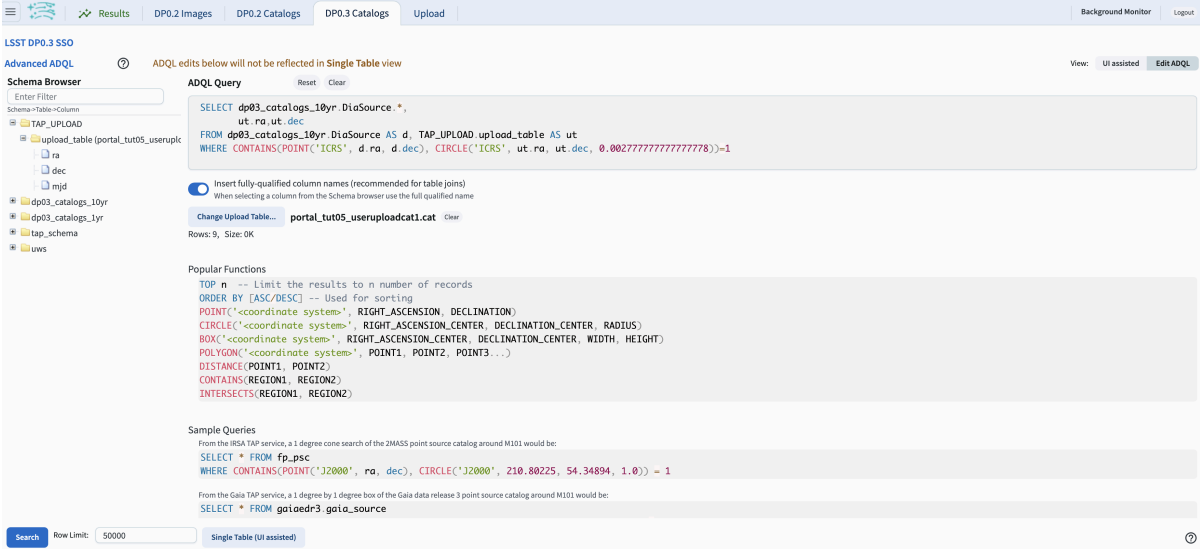 Results
DP0.2 Images
DP0.2 Catalogs
DP0.3 Catalogs
Upload
Background Monitor
Logout
LSST DP0.3 SSO
Advanced ADQL
ADQL edits below will not be reflected in Single Table view
View:
UI assisted
Edit ADQL
Schema Browser
Enter Filter
Schema->Table->Column
TAP_UPLOAD
upload_table (portal_tut05_useruplc
ra
dec
mjd
dp03_catalogs_10yr
dp03_catalogs_1yr
tap_schema
uws
ADQL Query
Reset
Clear
SELECT dp03_catalogs_10yr.DiaSource.*,
ut.ra,ut.dec
FROM dp03_catalogs_10yr.DiaSource AS d, TAP_UPLOAD.upload_table AS ut
WHERE CONTAINS(POINT('ICRS', d.ra, d.dec), CIRCLE('ICRS', ut.ra, ut.dec, 0.002777777777777778))=1
Insert fully-qualified column names (recommended for table joins)
When selecting a column from the Schema browser use the full qualified name
Change Upload Table...
portal_tut05_useruploadcat1.cat
Clear
Rows: 9, Size: 0K
Popular Functions
TOP n -- Limit the results to n number of records
ORDER BY [ASC/DESC] -- Used for sorting
POINT('<coordinate system>', RIGHT_ASCENSION, DECLINATION)
CIRCLE('<coordinate system>', RIGHT_ASCENSION_CENTER, DECLINATION_CENTER, RADIUS)
BOX('<coordinate system>', RIGHT_ASCENSION_CENTER, DECLINATION_CENTER, WIDTH, HEIGHT)
POLYGON('<coordinate system>', POINT1, POINT2, POINT3...)
DISTANCE(POINT1, POINT2)
CONTAINS(REGION1, REGION2)
INTERSECTS(REGION1, REGION2)
Sample Queries
From the IRSA TAP service, a 1 degree cone search of the 2MASS point source catalog around M101 would be:
SELECT * FROM fp_psc
WHERE CONTAINS(POINT('J2000', ra, dec), CIRCLE('J2000', 210.80225, 54.34894, 1.0)) = 1
From the Gaia TAP service, a 1 degree by 1 degree box of the Gaia data release 3 point source catalog around M101 would be:
SELECT * FROM gaiaedr3.gaia_source
Search
Row Limit:
50000
Single Table (UI assisted)